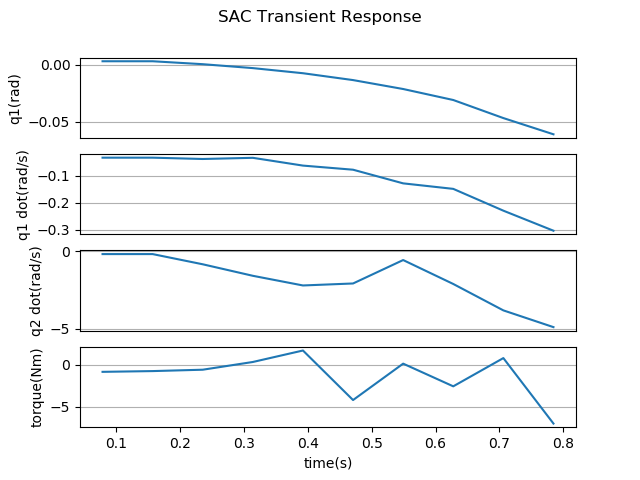 SAC Transient Response
q1(rad)
0.00
−0.05
q1 dot(rad/s)
−0.1
−0.2
−0.3
q2 dot(rad/s)
0
−5
torque(Nm)
0
−5
0.1 0.2 0.3 0.4 0.5 0.6 0.7 0.8
time(s)